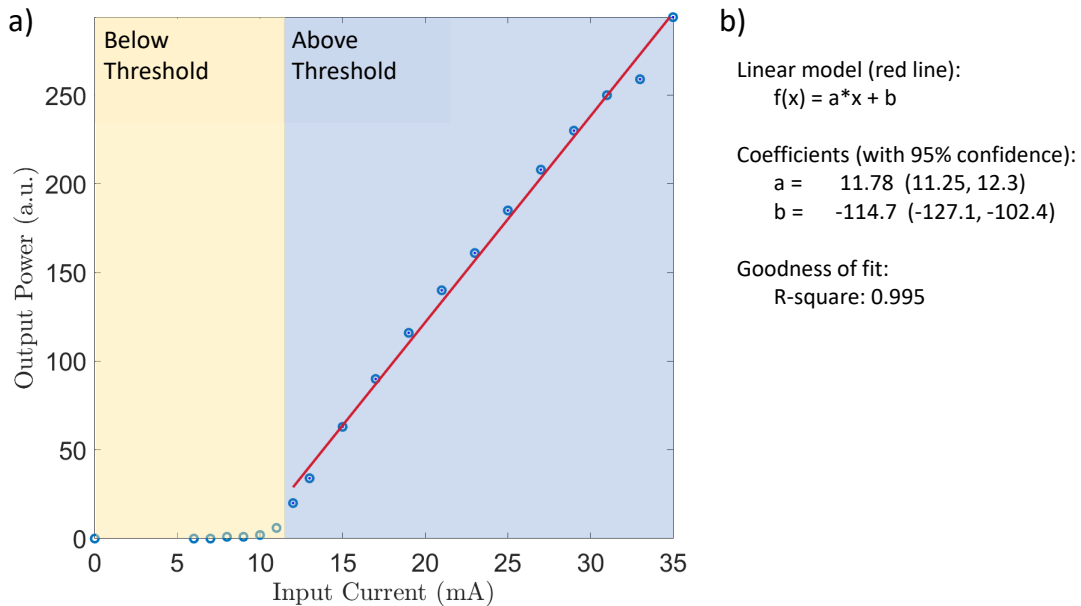 a)
Below
Threshold
Above
Threshold
250
200
150
100
50
0
Output Power (a.u.)
0 5 10 15 20 25 30 35
Input Current (mA)
b)
Linear model (red line):
f(x) = a*x + b
Coefficients (with 95% confidence):
a = 11.78 (11.25, 12.3)
b = -114.7 (-127.1, -102.4)
Goodness of fit:
R-square: 0.995